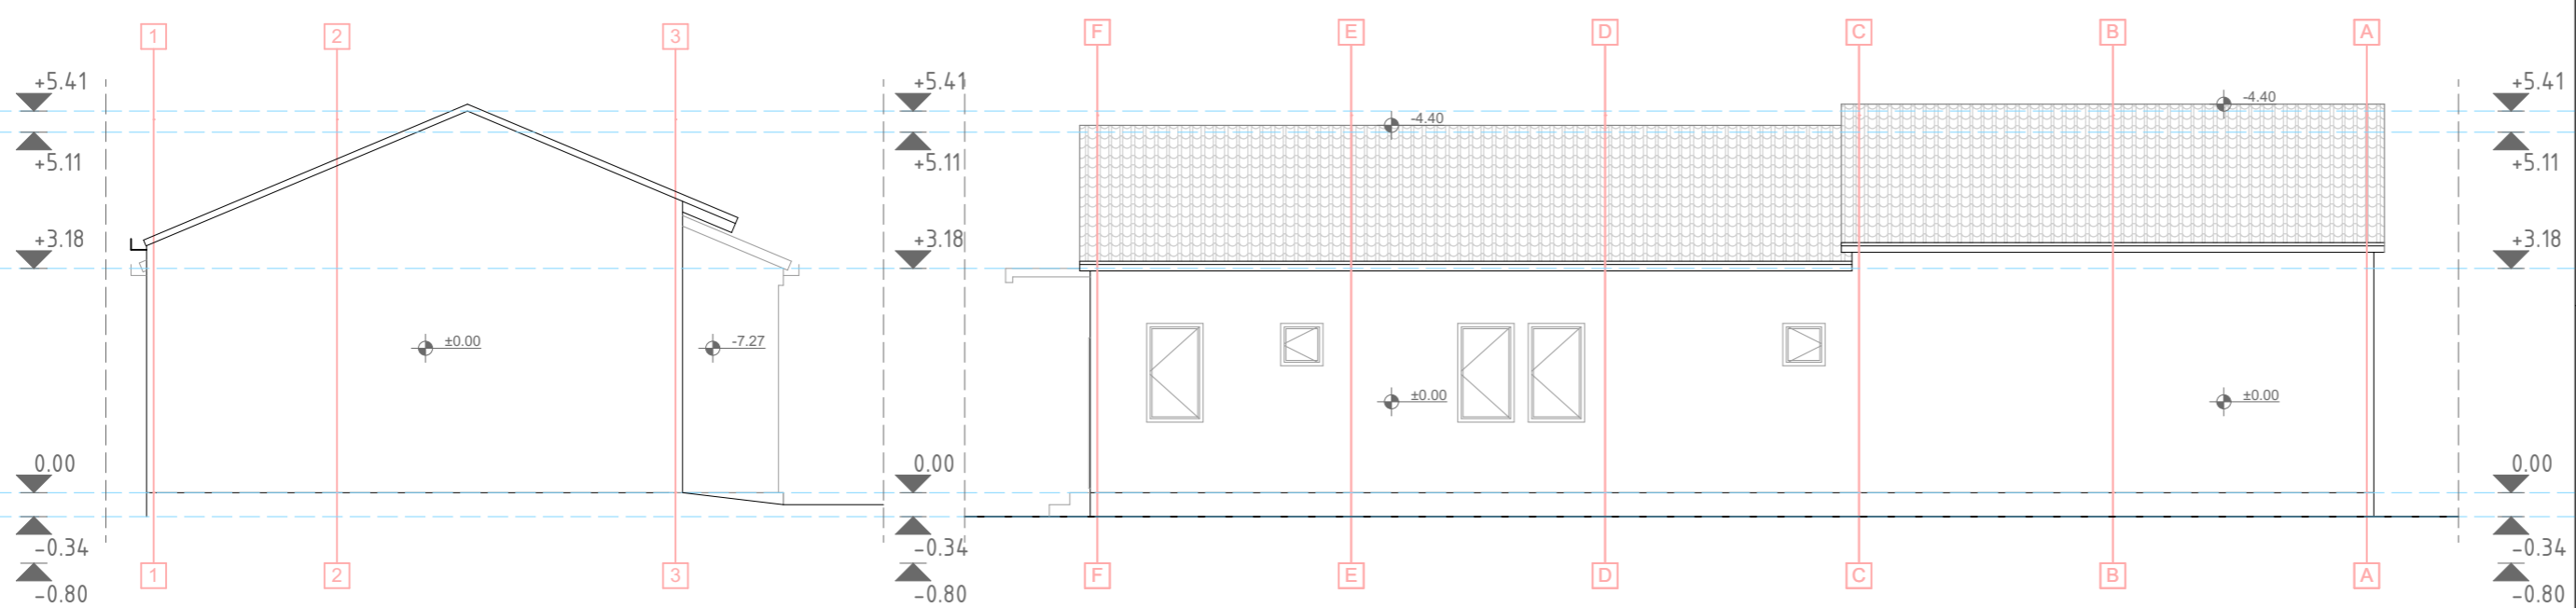 1 2 3 F E D C B A
+5.41 +5.41 -4.40 -4.40 +5.41
+5.11 +5.11 +5.11
+3.18 +3.18 +3.18
±0.00 -7.27 ±0.00 ±0.00
0.00 0.00 0.00
-0.34 -0.34 -0.34
1 2 3 F E D C B A
-0.80 -0.80 -0.80